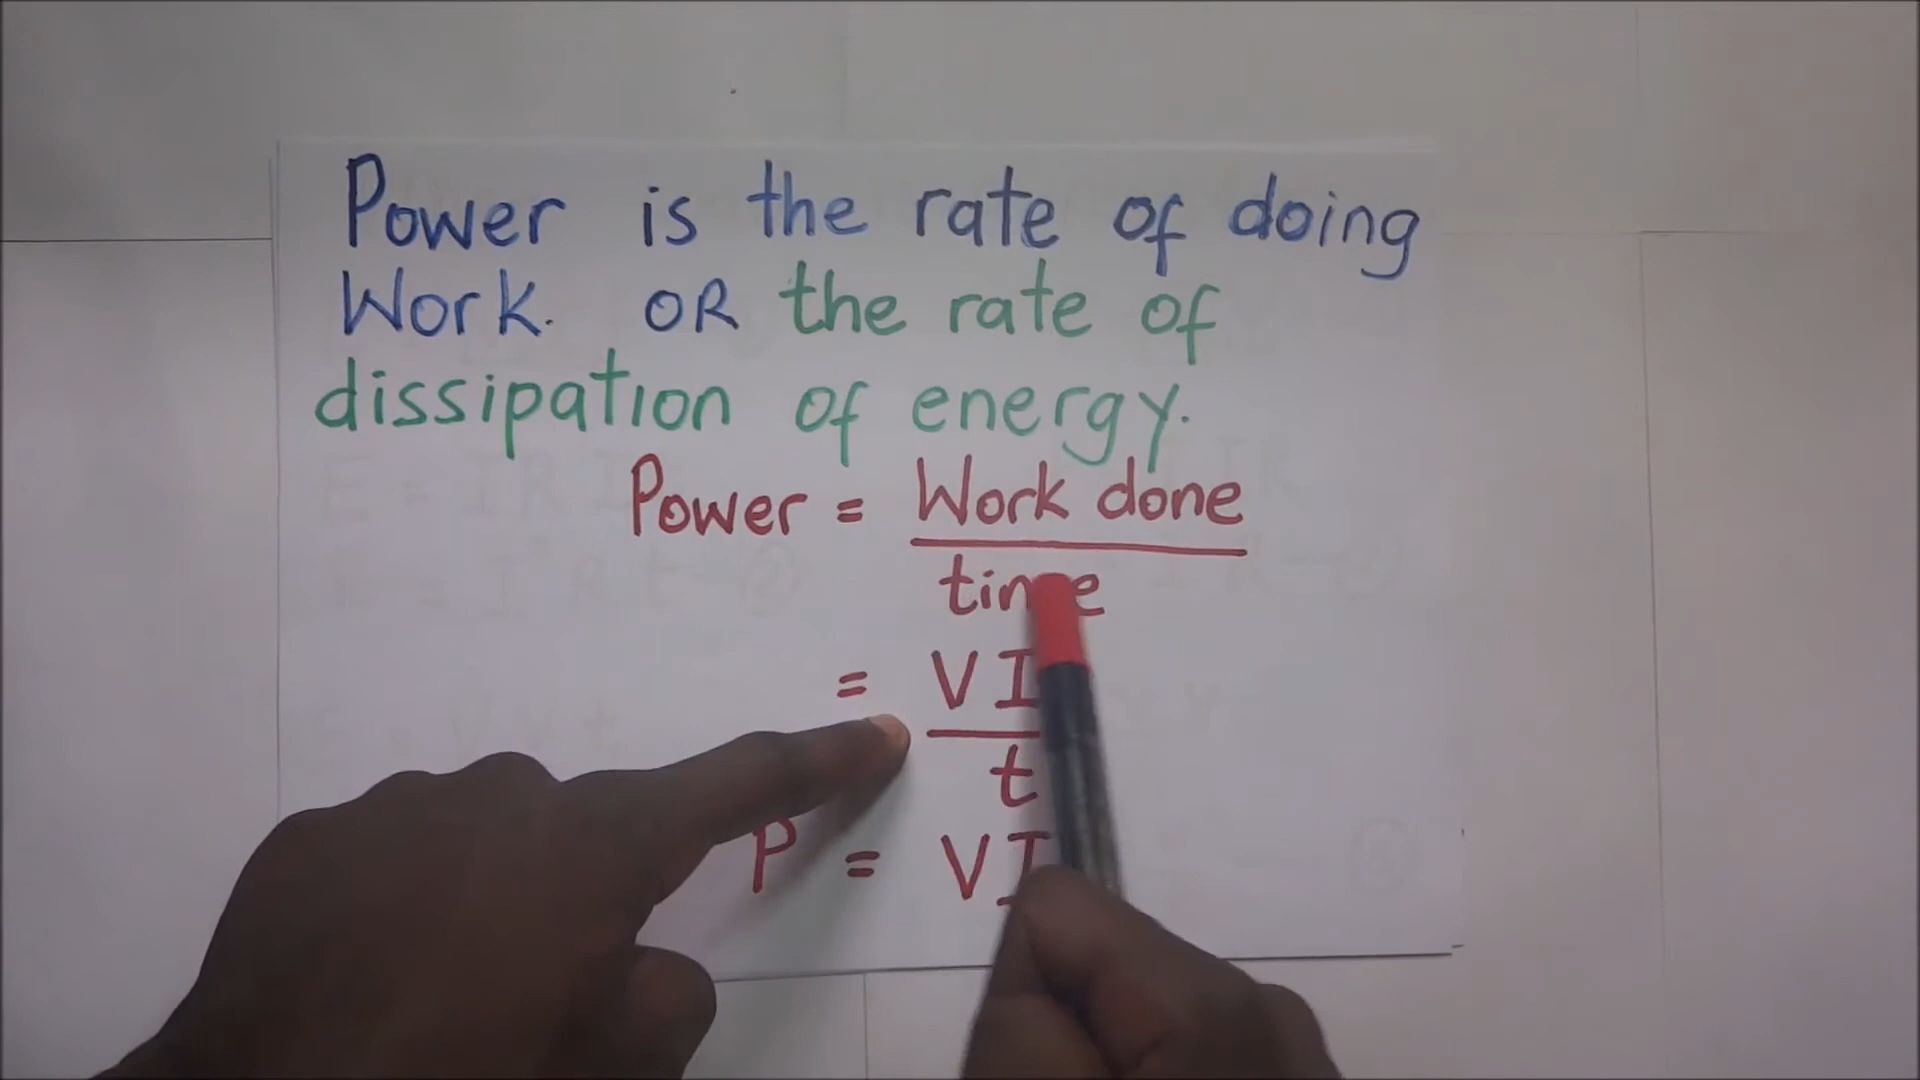 Power is the rate of doing
Work. OR the rate of
dissipation of energy.
Power = Work done
time
= VI
t
P = VI